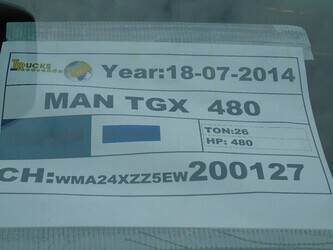 TRUCKS
Year:18-07-2014
MAN TGX 480
TON:26
HP: 480
CH:WMA24XZZ5EW200127